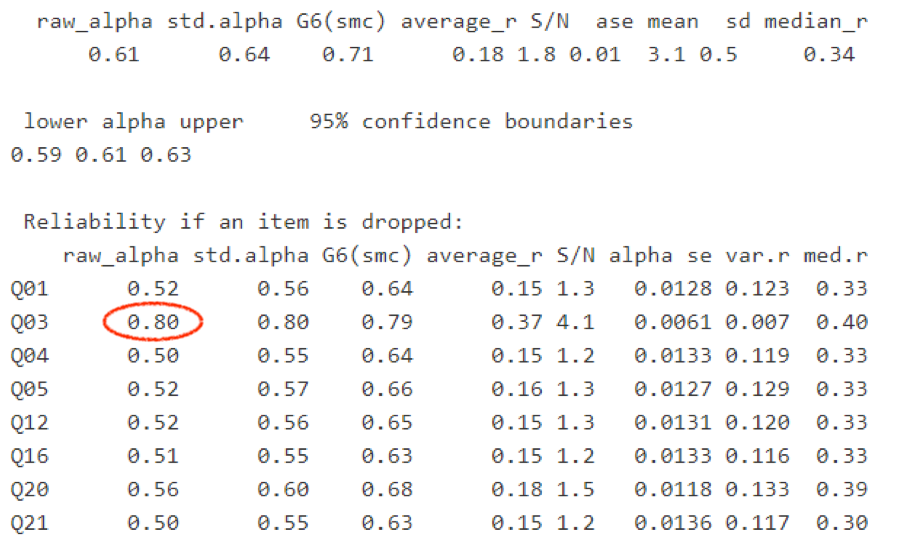 raw_alpha std.alpha G6(smc) average_r S/N ase mean sd median_r
0.61 0.64 0.71 0.18 1.8 0.01 3.1 0.5 0.34
lower alpha upper 95% confidence boundaries
0.59 0.61 0.63
Reliability if an item is dropped:
raw_alpha std.alpha G6(smc) average_r S/N alpha se var.r med.r
Q01 0.52 0.56 0.64 0.15 1.3 0.0128 0.123 0.33
Q03 0.80 0.80 0.79 0.37 4.1 0.0061 0.007 0.40
Q04 0.50 0.55 0.64 0.15 1.2 0.0133 0.119 0.33
Q05 0.52 0.57 0.66 0.16 1.3 0.0127 0.129 0.33
Q12 0.52 0.56 0.65 0.15 1.3 0.0131 0.120 0.33
Q16 0.51 0.55 0.63 0.15 1.2 0.0133 0.116 0.33
Q20 0.56 0.60 0.68 0.18 1.5 0.0118 0.133 0.39
Q21 0.50 0.55 0.63 0.15 1.2 0.0136 0.117 0.30